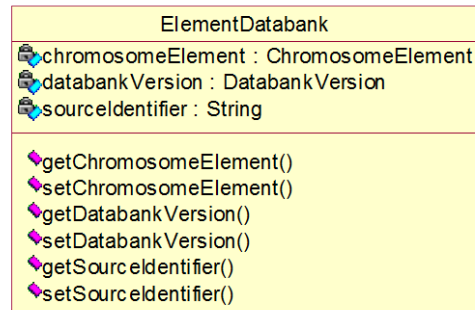 ElementDatabank
chromosomeElement : ChromosomeElement
databankVersion : DatabankVersion
sourceIdentifier : String
getChromosomeElement()
setChromosomeElement()
getDatabankVersion()
setDatabankVersion()
getSourceIdentifier()
setSourceIdentifier()